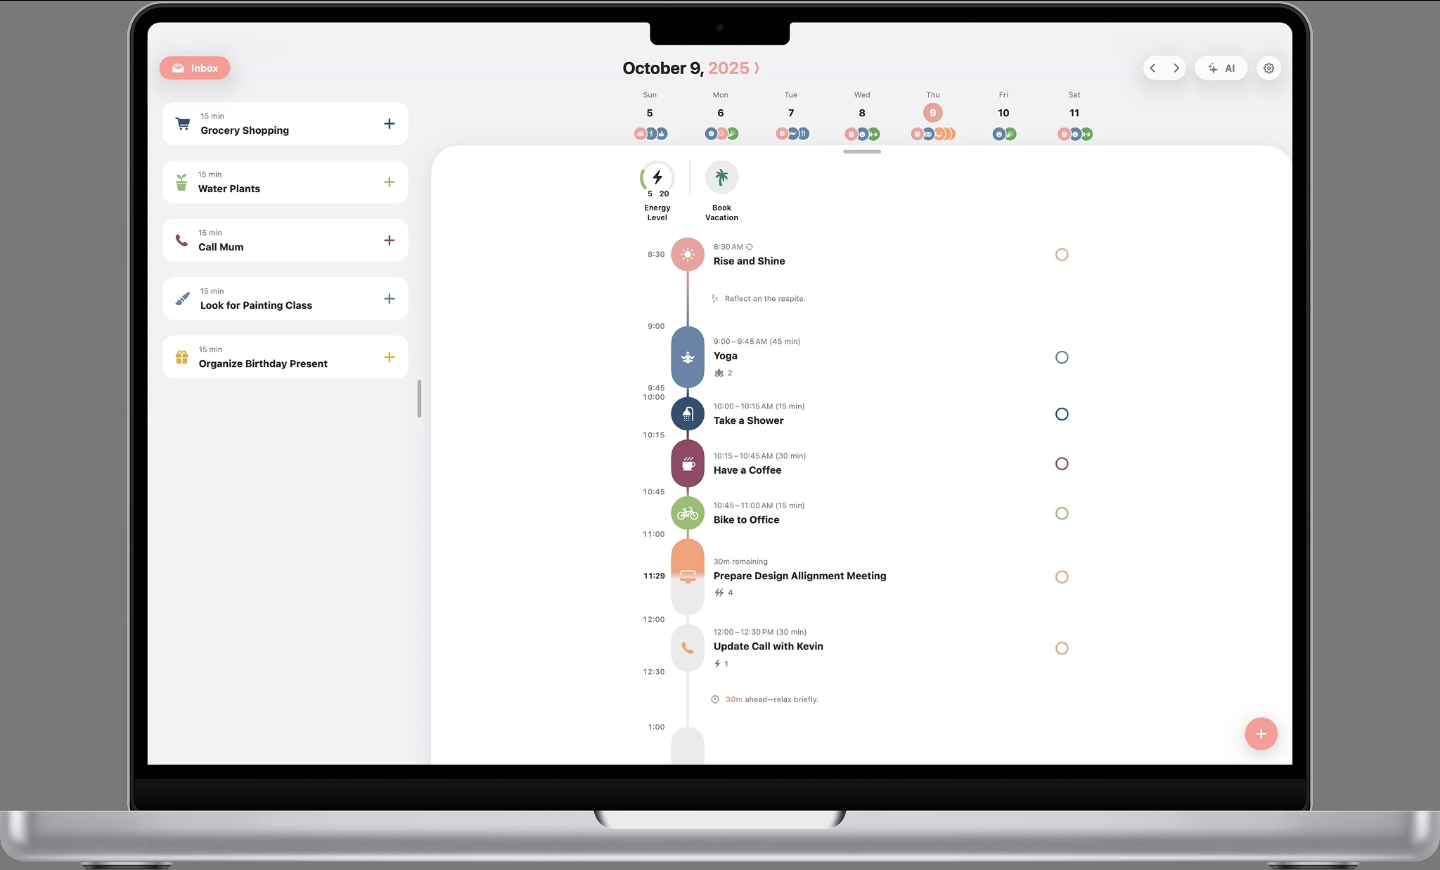 Inbox
October 9, 2025
AI
Sun Mon Tue Wed Thu Fri Sat
5 6 7 8 9 10 11
15 min
Grocery Shopping
15 min
Water Plants
15 min
Call Mum
15 min
Look for Painting Class
15 min
Organize Birthday Present
5 20
Energy
Level
Book
Vacation
8:30
8:30 AM
Rise and Shine
Reflect on the respite.
9:00
9:00–9:45 AM (45 min)
Yoga
2
9:45
10:00
10:00–10:15 AM (15 min)
Take a Shower
10:15
10:15–10:45 AM (30 min)
Have a Coffee
10:45
10:45–11:00 AM (15 min)
Bike to Office
11:00
30m remaining
11:29
Prepare Design Allignment Meeting
4
12:00
12:00–12:30 PM (30 min)
Update Call with Kevin
1
12:30
30m ahead—relax briefly.
1:00